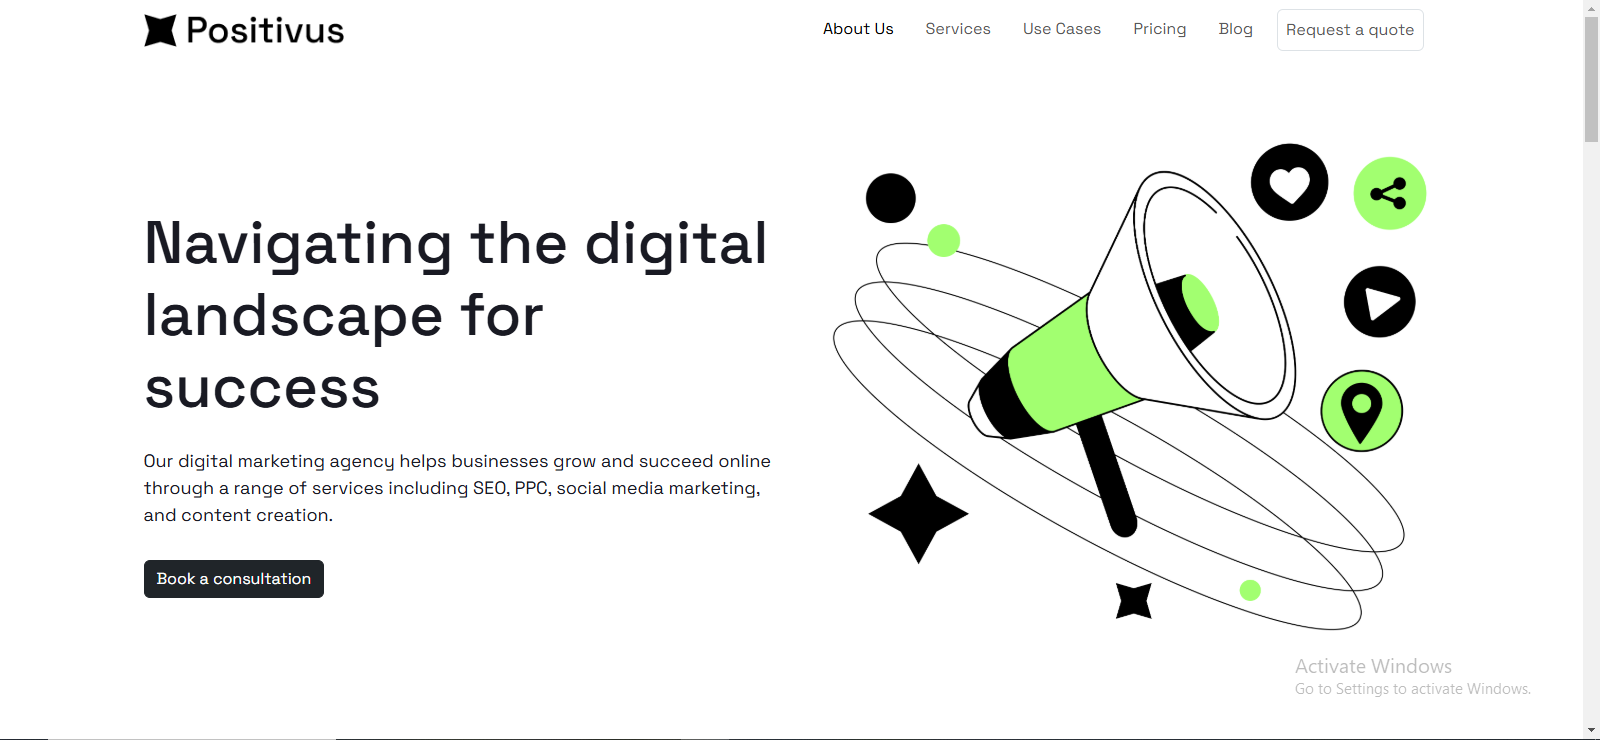 Positivus
About Us
Services
Use Cases
Pricing
Blog
Request a quote
Navigating the digital
landscape for
success
Our digital marketing agency helps businesses grow and succeed online
through a range of services including SEO, PPC, social media marketing,
and content creation.
Book a consultation
Activate Windows
Go to Settings to activate Windows.